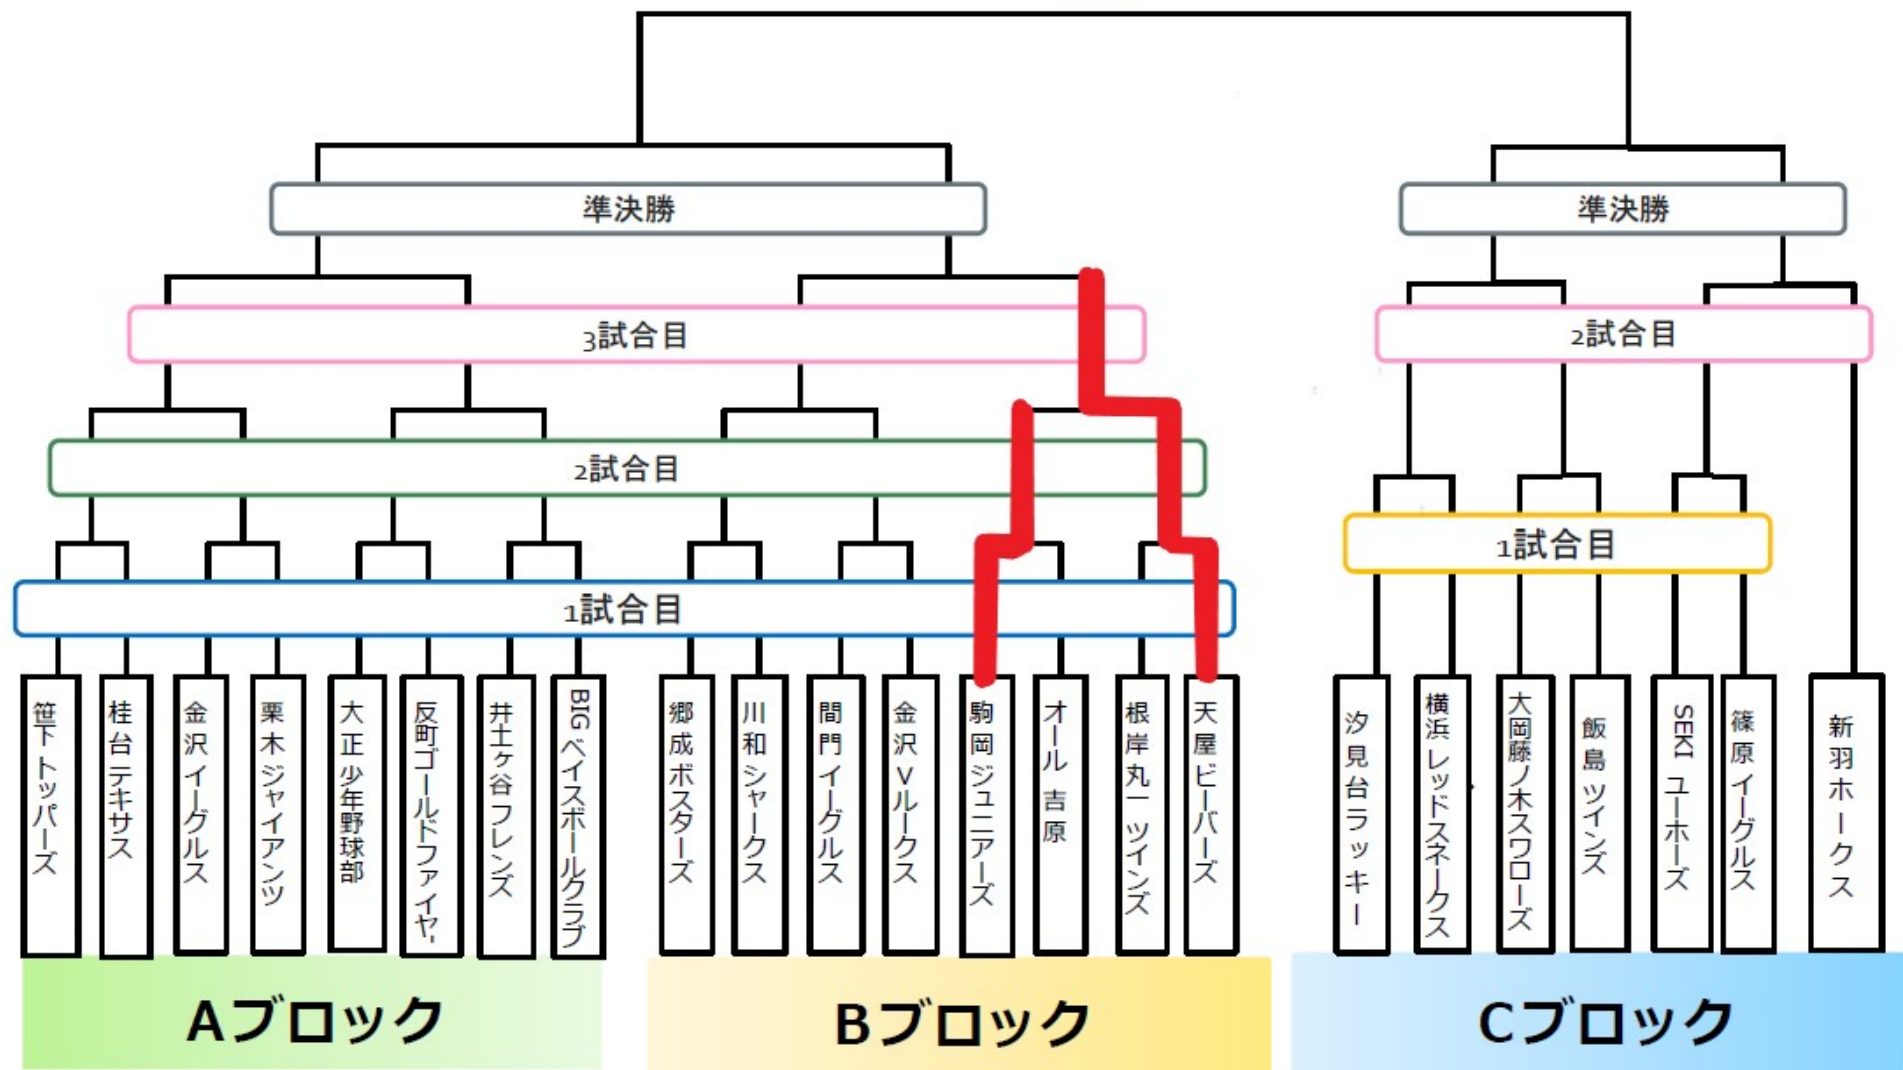 準決勝
準決勝
3試合目
2試合目
2試合目
1試合目
1試合目
笹下トッパーズ
桂台テキサス
金沢イーグルス
栗木ジャイアンツ
大正少年野球部
反町ゴールドファイヤー
井土ヶ谷フレンズ
BIGベイスボールクラブ
郷成ボスターズ
川和シャークス
間門イーグルス
金沢Vルークス
駒岡ジュニアーズ
オール吉原
根岸丸一ツインズ
天屋ビーバーズ
汐見台ラッキー
横浜レッドスネークス
大岡藤ノ木スワローズ
飯島ツインズ
SEKIユーホーズ
篠原イーグルス
新羽ホークス
Aブロック
Bブロック
Cブロック